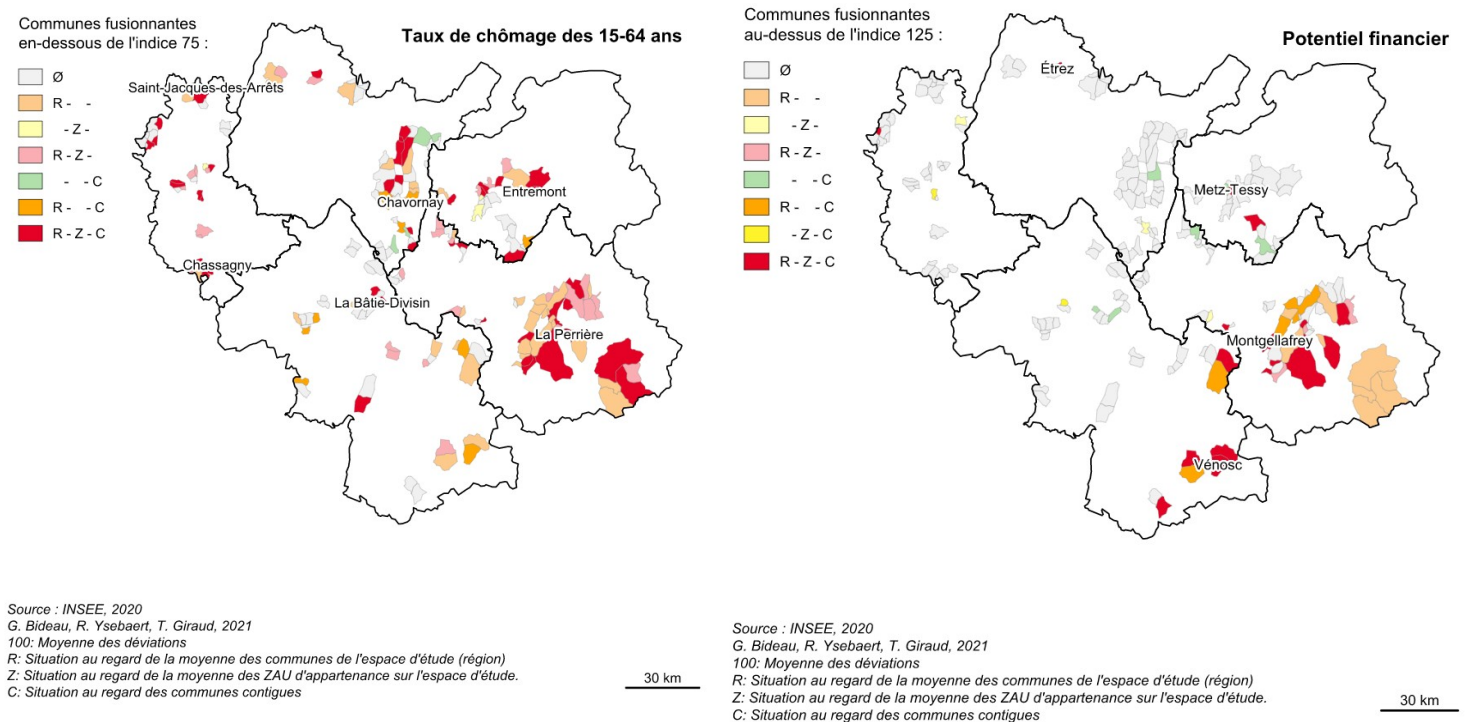 Communes fusionnantes
en-dessous de l'indice 75 :
Taux de chômage des 15-64 ans
Ø
R - -
- Z -
R - Z -
- - C
R - - C
R - Z - C
Saint-Jacques-des-Arrêts
Entremont
Chavornay
Chassagny
La Bâtie-Divisin
La Perrière
Source : INSEE, 2020
G. Bideau, R. Ysebaert, T. Giraud, 2021
100: Moyenne des déviations
R: Situation au regard de la moyenne des communes de l'espace d'étude (région)
Z: Situation au regard de la moyenne des ZAU d'appartenance sur l'espace d'étude.
C: Situation au regard des communes contigues
30 km
Communes fusionnantes
au-dessus de l'indice 125 :
Potentiel financier
Ø
R - -
- Z -
R - Z -
- - C
R - - C
- Z - C
R - Z - C
Étrez
Metz-Tessy
Montgellafrey
Vénosc
Source : INSEE, 2020
G. Bideau, R. Ysebaert, T. Giraud, 2021
100: Moyenne des déviations
R: Situation au regard de la moyenne des communes de l'espace d'étude (région)
Z: Situation au regard de la moyenne des ZAU d'appartenance sur l'espace d'étude.
C: Situation au regard des communes contigues
30 km